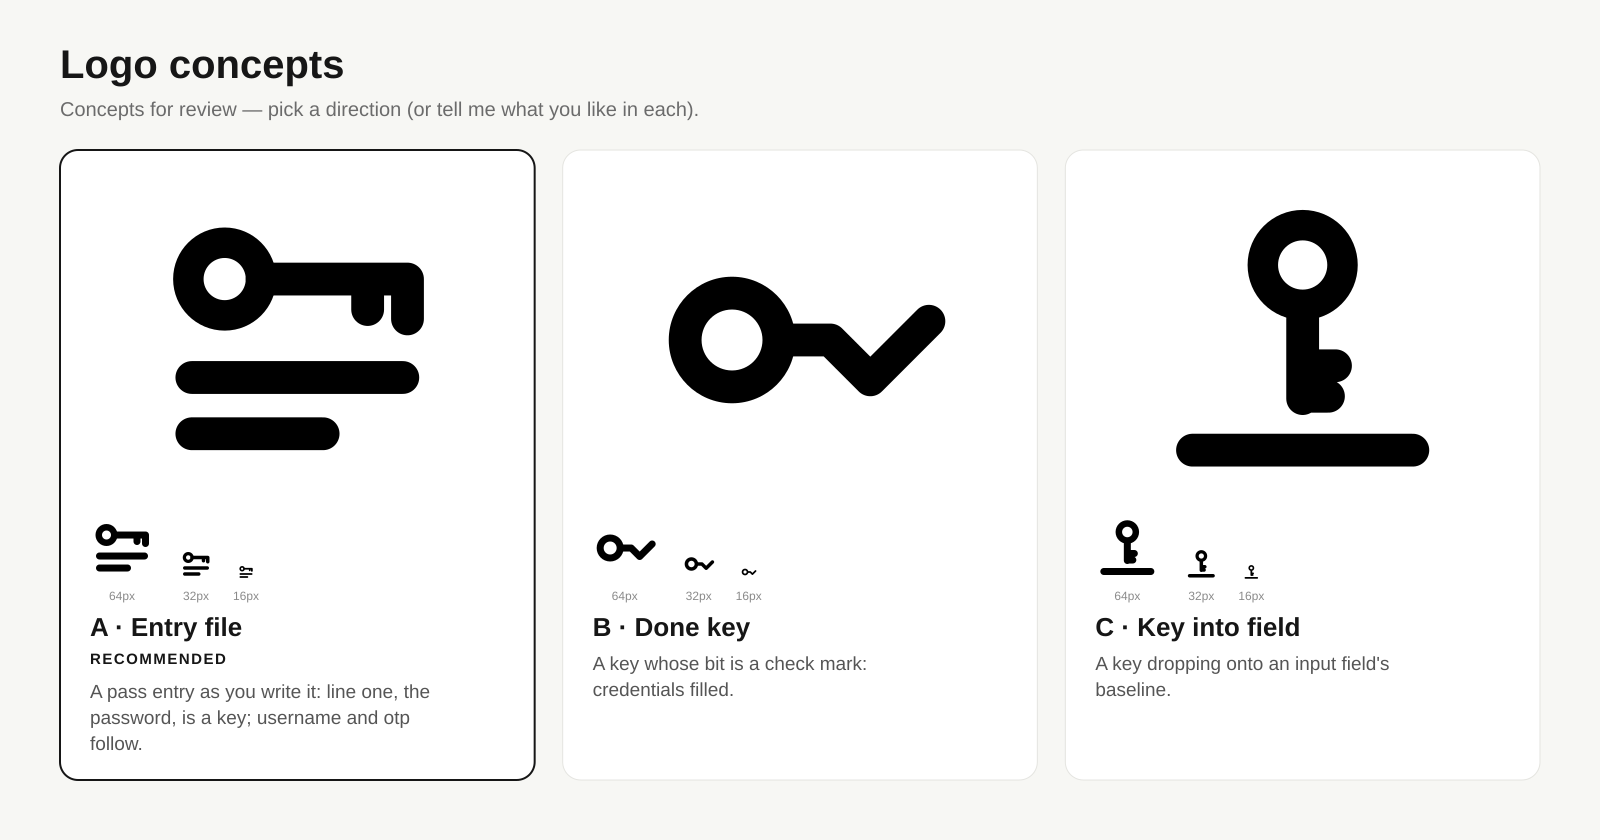 Logo concepts
Concepts for review — pick a direction (or tell me what you like in each).
64px 32px 16px
A · Entry file
RECOMMENDED
A pass entry as you write it: line one, the
password, is a key; username and otp
follow.
64px 32px 16px
B · Done key
A key whose bit is a check mark:
credentials filled.
64px 32px 16px
C · Key into field
A key dropping onto an input field's
baseline.